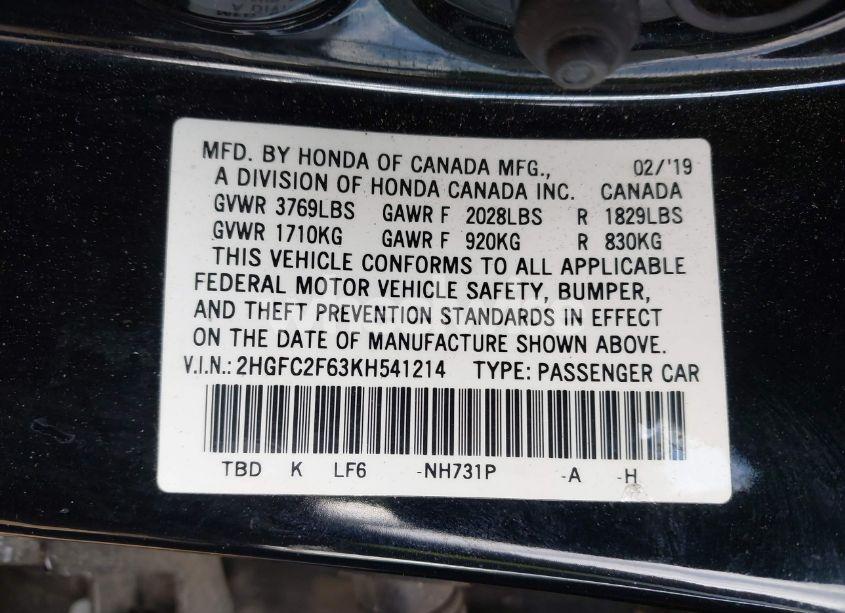 MFD. BY HONDA OF CANADA MFG., 02/'19
A DIVISION OF HONDA CANADA INC. CANADA
GVWR 3769LBS GAWR F 2028LBS R 1829LBS
GVWR 1710KG GAWR F 920KG R 830KG
THIS VEHICLE CONFORMS TO ALL APPLICABLE
FEDERAL MOTOR VEHICLE SAFETY, BUMPER,
AND THEFT PREVENTION STANDARDS IN EFFECT
ON THE DATE OF MANUFACTURE SHOWN ABOVE.
V.I.N.: 2HGFC2F63KH541214 TYPE: PASSENGER CAR
TBD K LF6 -NH731P -A -H